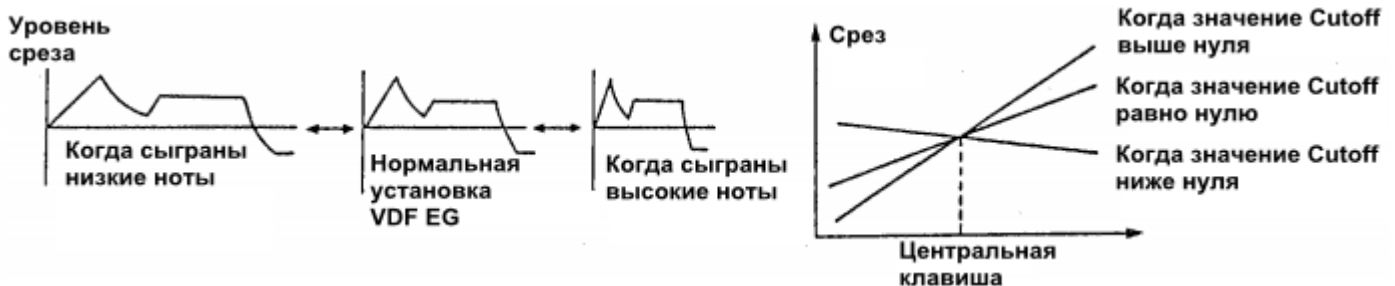 Уровень
среза
Когда сыграны
низкие ноты
Нормальная
установка
VDF EG
Когда сыграны
высокие ноты
Срез
Когда значение Cutoff
выше нуля
Когда значение Cutoff
равно нулю
Когда значение Cutoff
ниже нуля
Центральная
клавиша